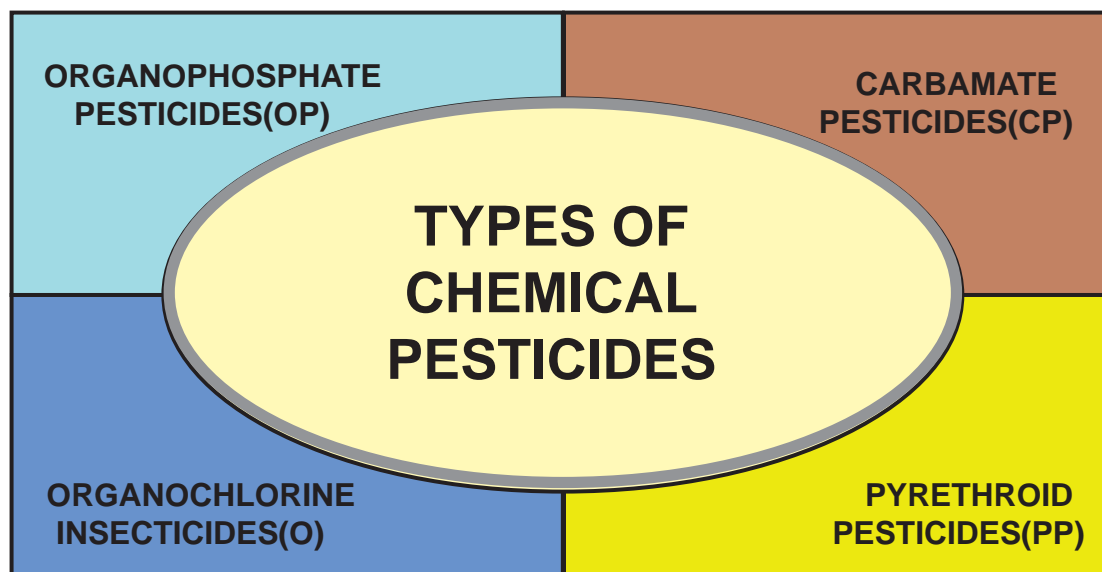 ORGANOPHOSPHATE
PESTICIDES(OP)
CARBAMATE
PESTICIDES(CP)
TYPES OF
CHEMICAL
PESTICIDES
ORGANOCHLORINE
INSECTICIDES(O)
PYRETHROID
PESTICIDES(PP)